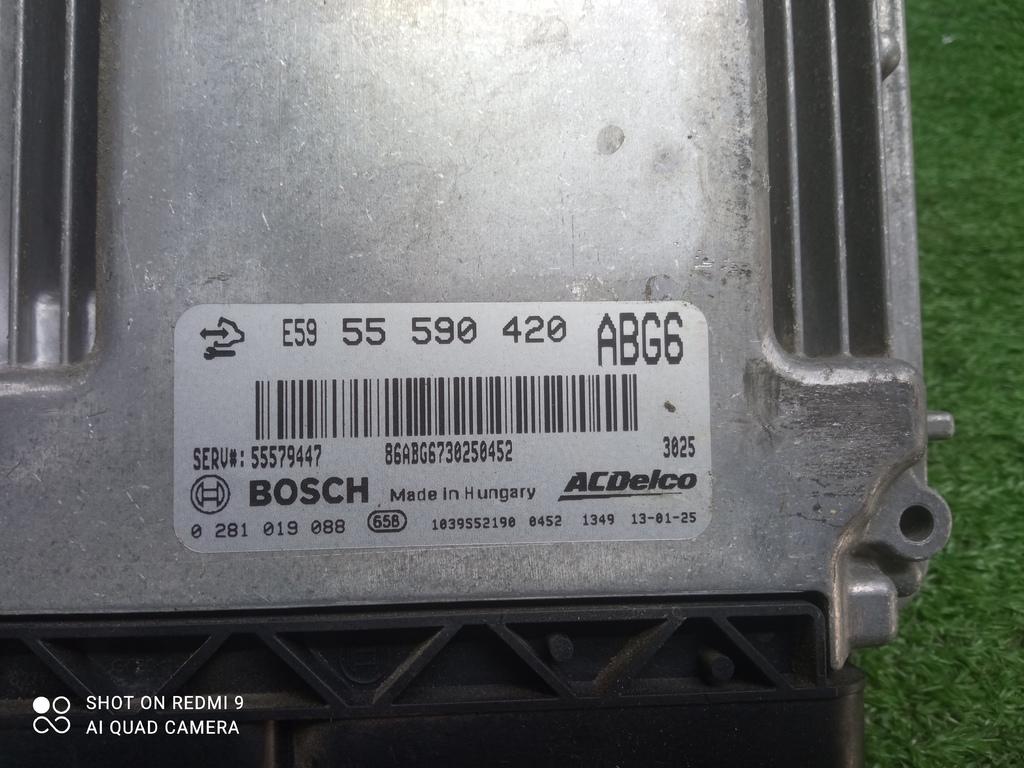 E59 55 590 420 ABG6
SERV#: 55579447 86ABG6730250452 3025
BOSCH Made in Hungary ACDelco
0 281 019 088 658 1039S52190 0452 1349 13-01-25
SHOT ON REDMI 9
AI QUAD CAMERA